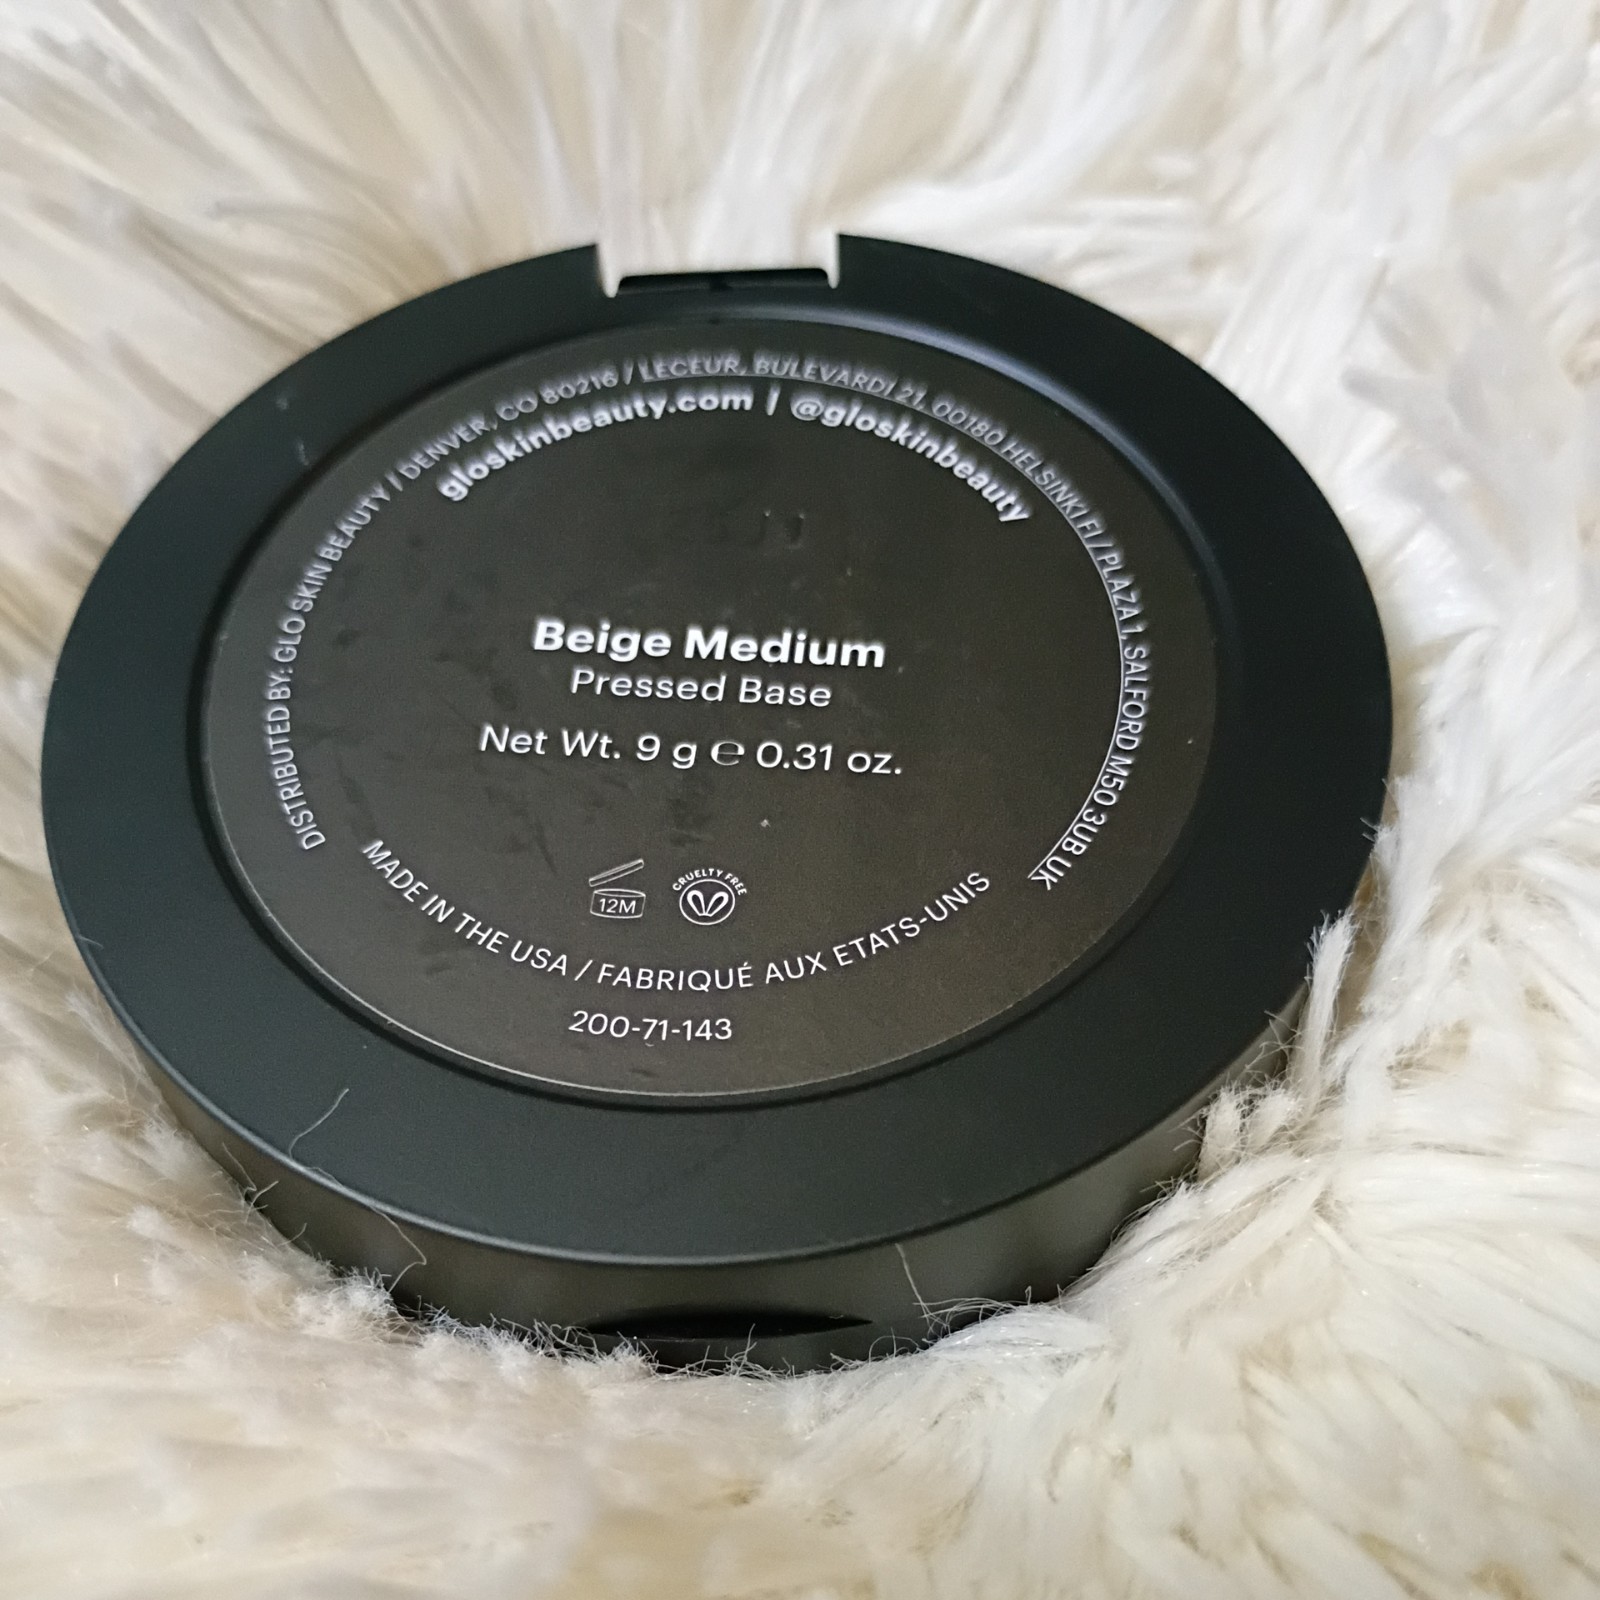 DISTRIBUTED BY: GLO SKIN BEAUTY / DENVER, CO 80216 / LECEUR, BULEVARDI 21, 00180 HELSINKI FI / PLAZA 1, SALFORD M50 3UB UK
gloskinbeauty.com | @gloskinbeauty
Beige Medium
Pressed Base
Net Wt. 9 g ℮ 0.31 oz.
12M
CRUELTY FREE
MADE IN THE USA / FABRIQUÉ AUX ETATS-UNIS
200-71-143